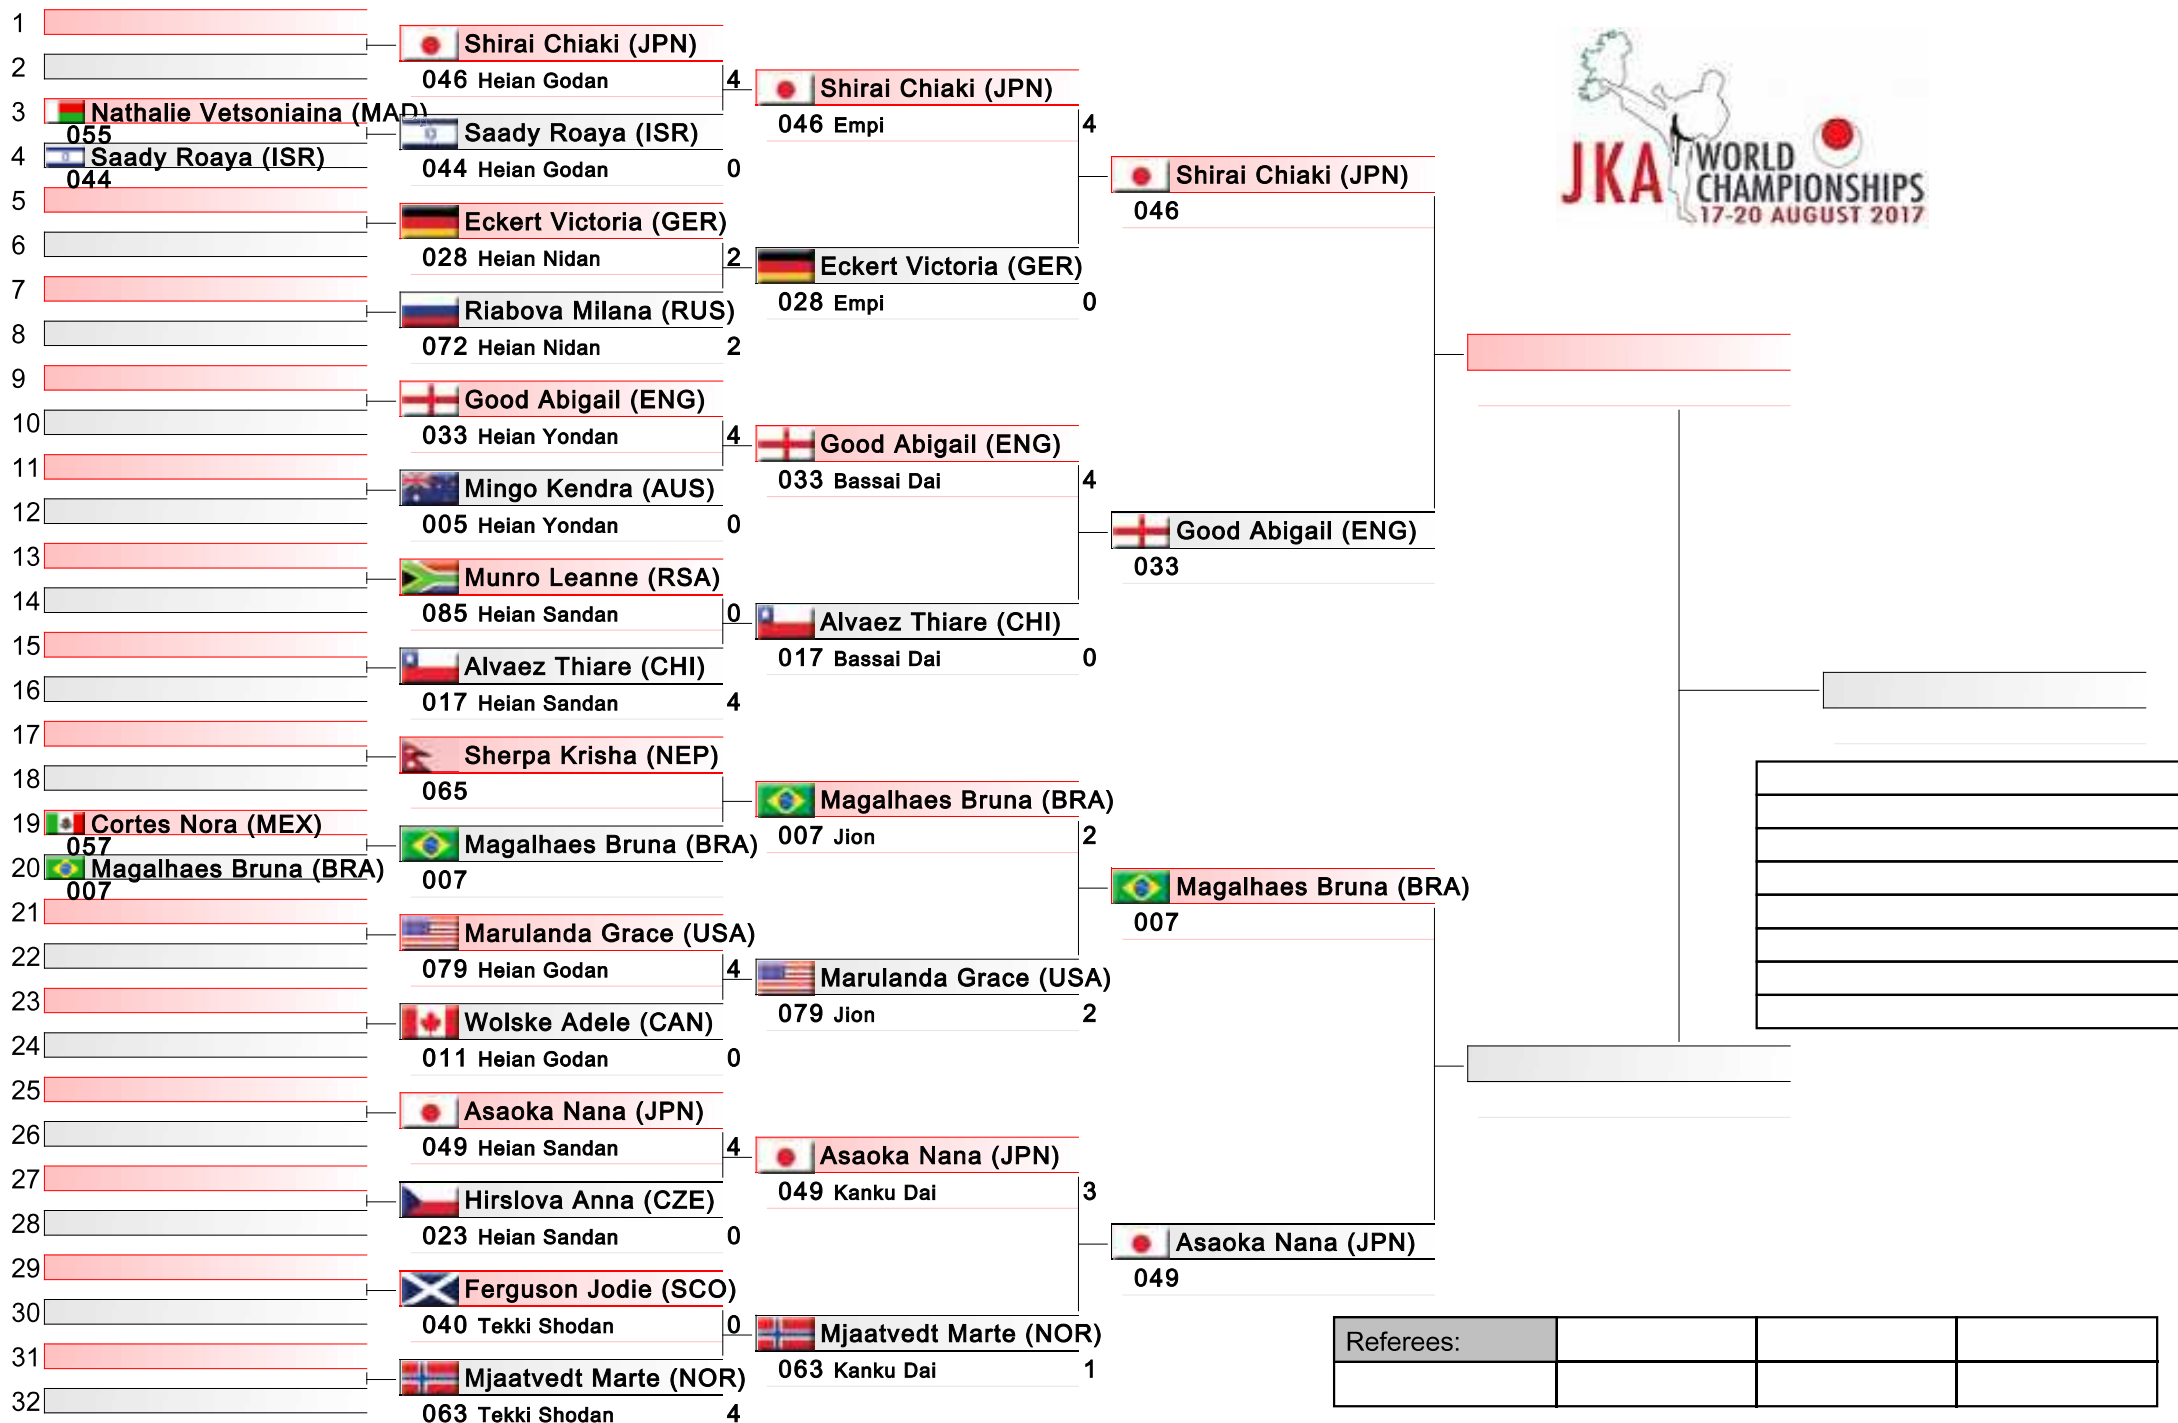 1
2
3 Nathalie Vetsoniaina (MAD)
055
4 Saady Roaya (ISR)
044
5
6
7
8
9
10
11
12
13
14
15
16
17
18
19 Cortes Nora (MEX)
057
20 Magalhaes Bruna (BRA)
007
21
22
23
24
25
26
27
28
29
30
31
32
Shirai Chiaki (JPN)
046 Heian Godan 4
Saady Roaya (ISR)
044 Heian Godan 0
Eckert Victoria (GER)
028 Heian Nidan 2
Riabova Milana (RUS)
072 Heian Nidan 2
Good Abigail (ENG)
033 Heian Yondan 4
Mingo Kendra (AUS)
005 Heian Yondan 0
Munro Leanne (RSA)
085 Heian Sandan 0
Alvaez Thiare (CHI)
017 Heian Sandan 4
Sherpa Krisha (NEP)
065
Magalhaes Bruna (BRA)
007
Marulanda Grace (USA)
079 Heian Godan 4
Wolske Adele (CAN)
011 Heian Godan 0
Asaoka Nana (JPN)
049 Heian Sandan 4
Hirslova Anna (CZE)
023 Heian Sandan 0
Ferguson Jodie (SCO)
040 Tekki Shodan 0
Mjaatvedt Marte (NOR)
063 Tekki Shodan 4
Shirai Chiaki (JPN)
046 Empi 4
Eckert Victoria (GER)
028 Empi 0
Good Abigail (ENG)
033 Bassai Dai 4
Alvaez Thiare (CHI)
017 Bassai Dai 0
Magalhaes Bruna (BRA)
007 Jion 2
Marulanda Grace (USA)
079 Jion 2
Asaoka Nana (JPN)
049 Kanku Dai 3
Mjaatvedt Marte (NOR)
063 Kanku Dai 1
Shirai Chiaki (JPN)
046
Good Abigail (ENG)
033
Magalhaes Bruna (BRA)
007
Asaoka Nana (JPN)
049
JKA WORLD
CHAMPIONSHIPS
17-20 AUGUST 2017
Referees: